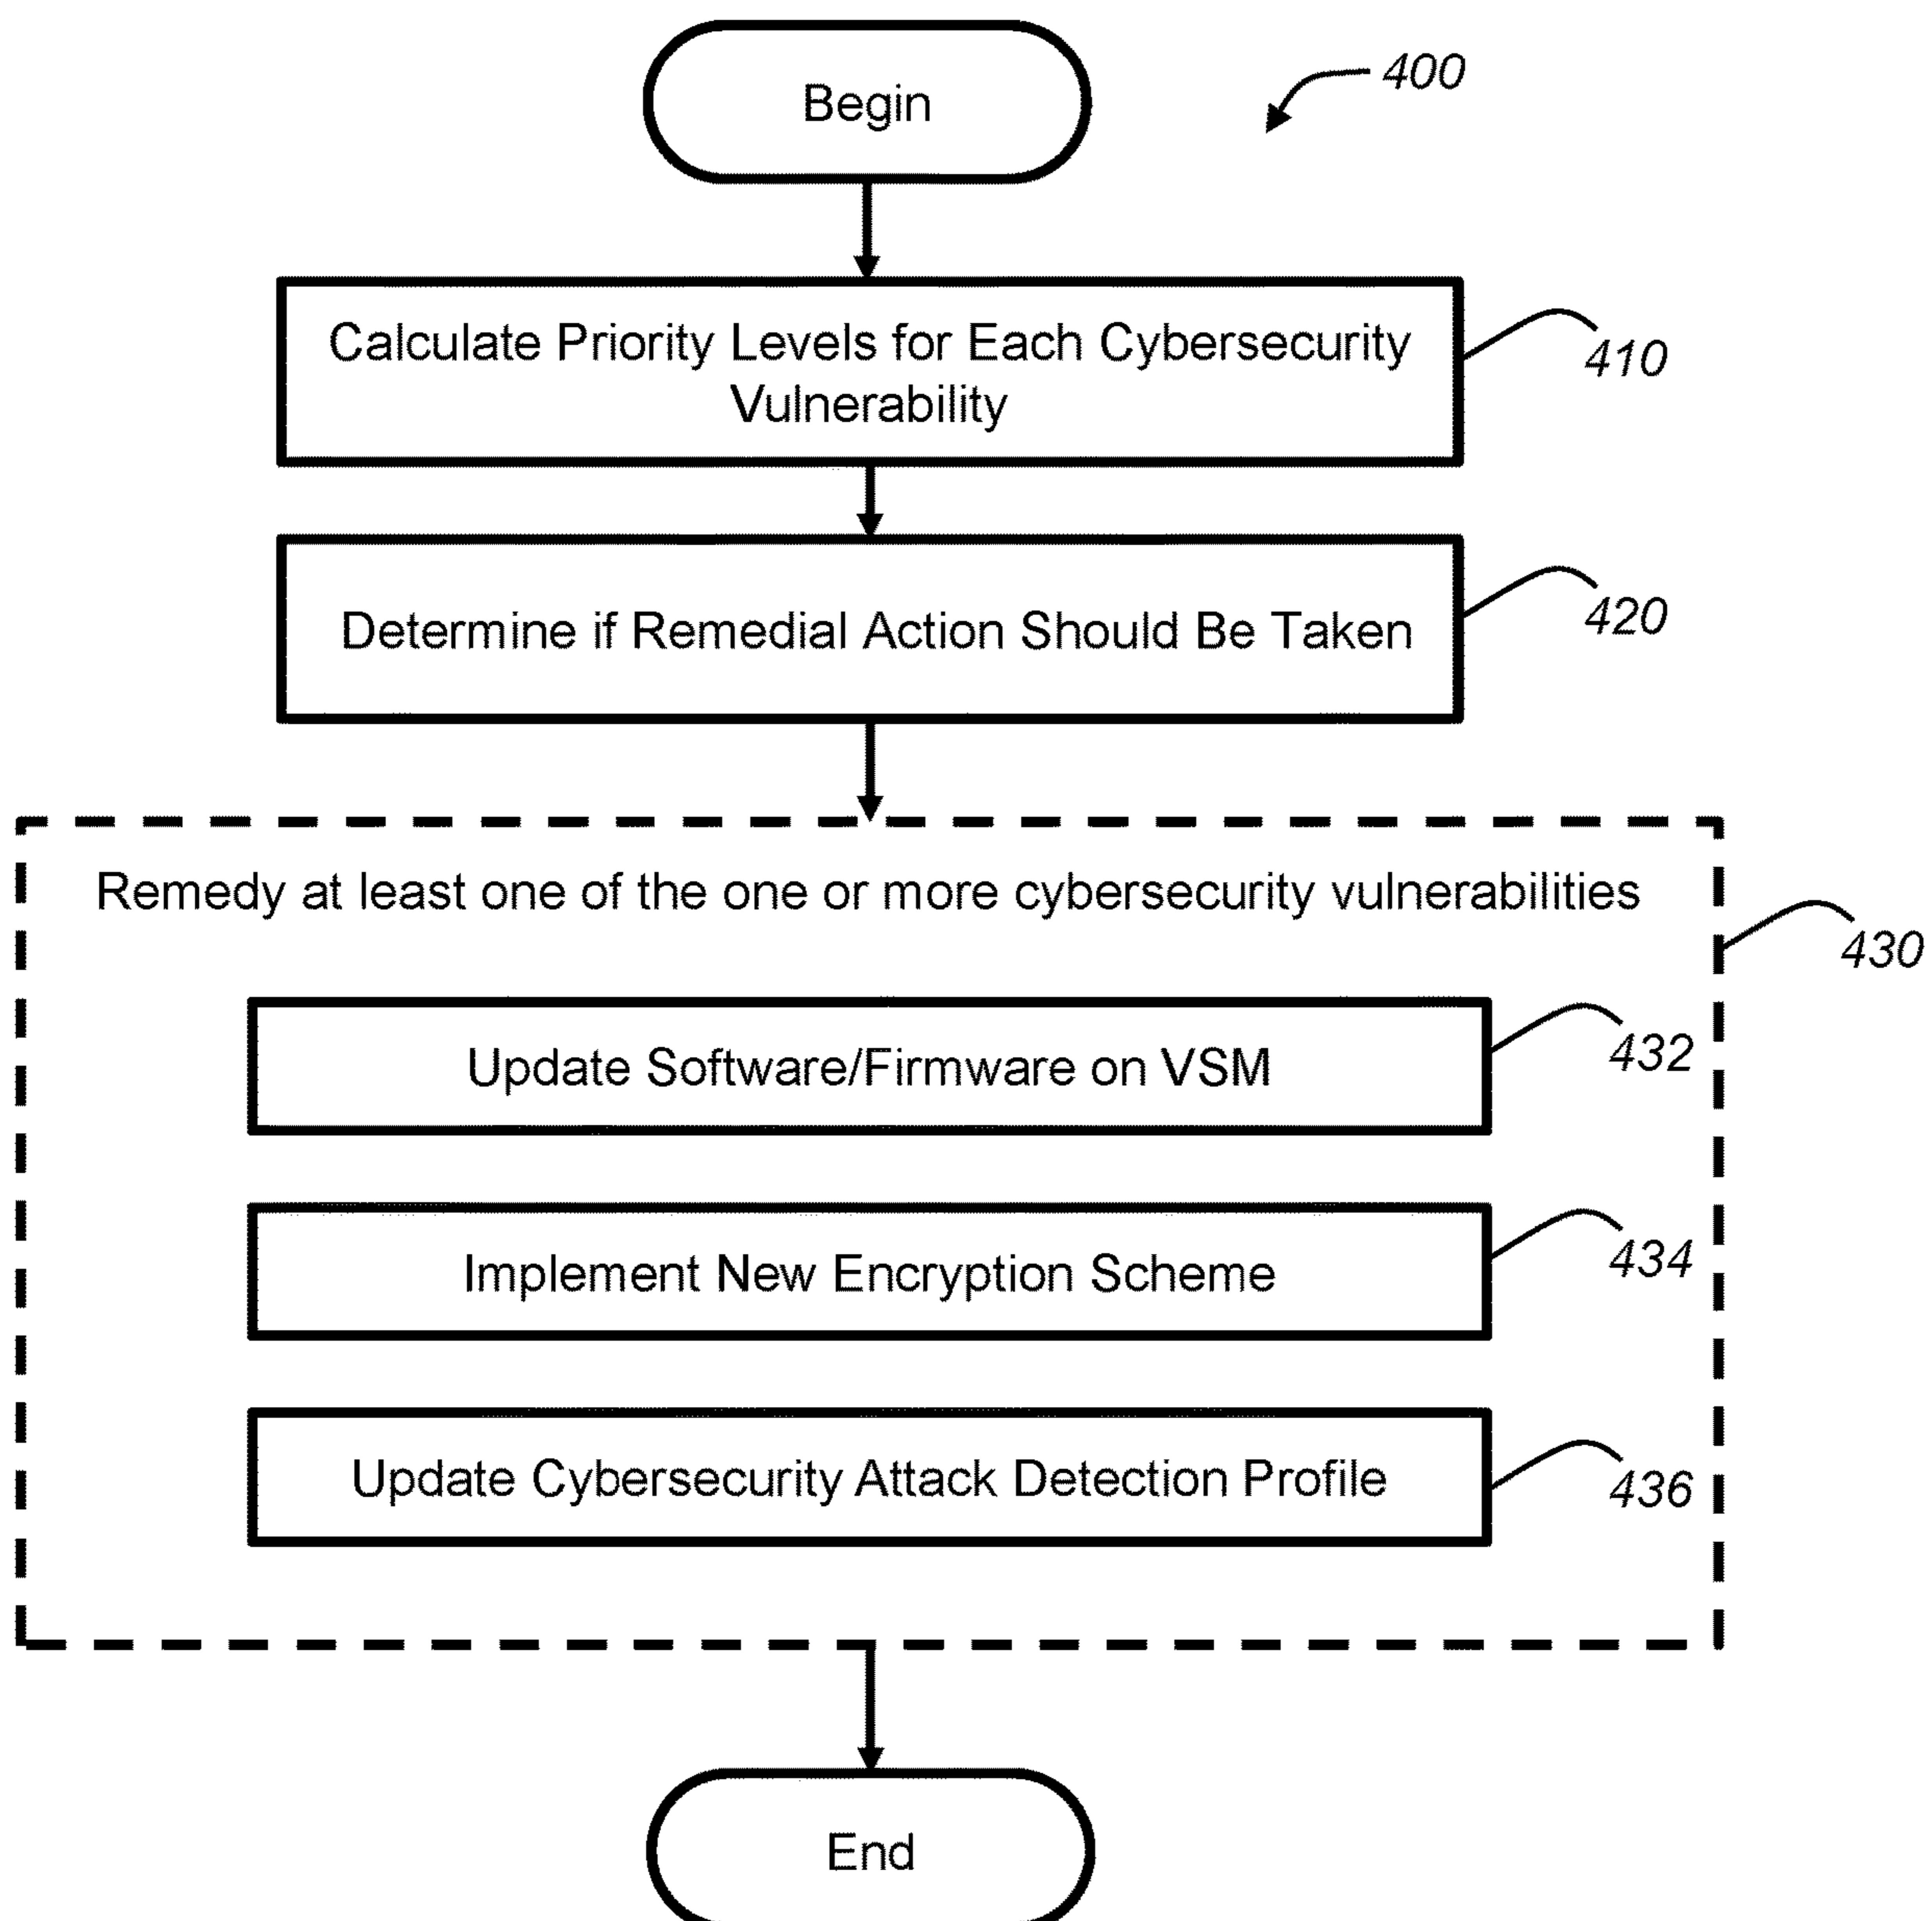 Begin
400
Calculate Priority Levels for Each Cybersecurity
Vulnerability
410
Determine if Remedial Action Should Be Taken
420
Remedy at least one of the one or more cybersecurity vulnerabilities
430
Update Software/Firmware on VSM
432
Implement New Encryption Scheme
434
Update Cybersecurity Attack Detection Profile
436
End